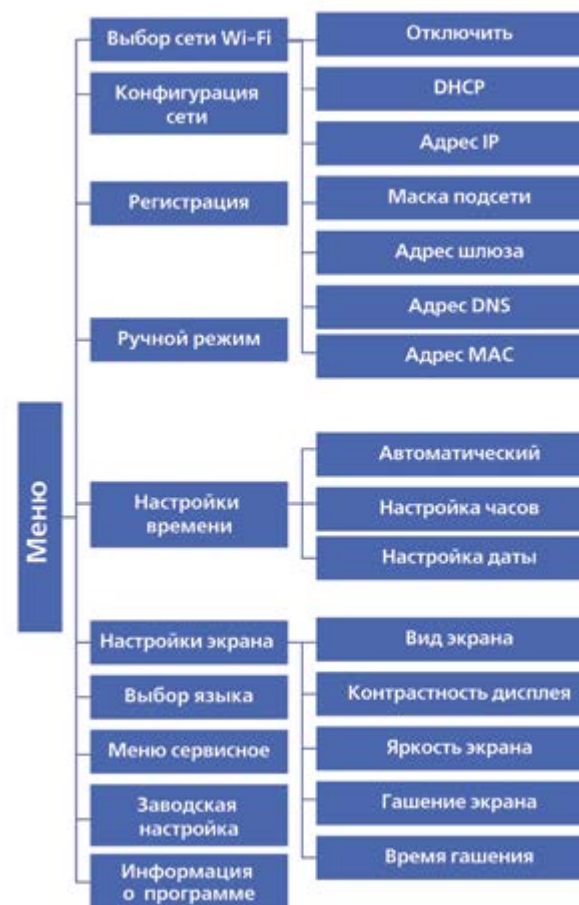 Меню
Выбор сети Wi-Fi
Отключить
DHCP
Адрес IP
Маска подсети
Адрес шлюза
Адрес DNS
Адрес MAC
Конфигурация
сети
Регистрация
Ручной режим
Настройки
времени
Автоматический
Настройка часов
Настройка даты
Настройки экрана
Вид экрана
Контрастность дисплея
Яркость экрана
Гашение экрана
Время гашения
Выбор языка
Меню сервисное
Заводская
настройка
Информация
о программе